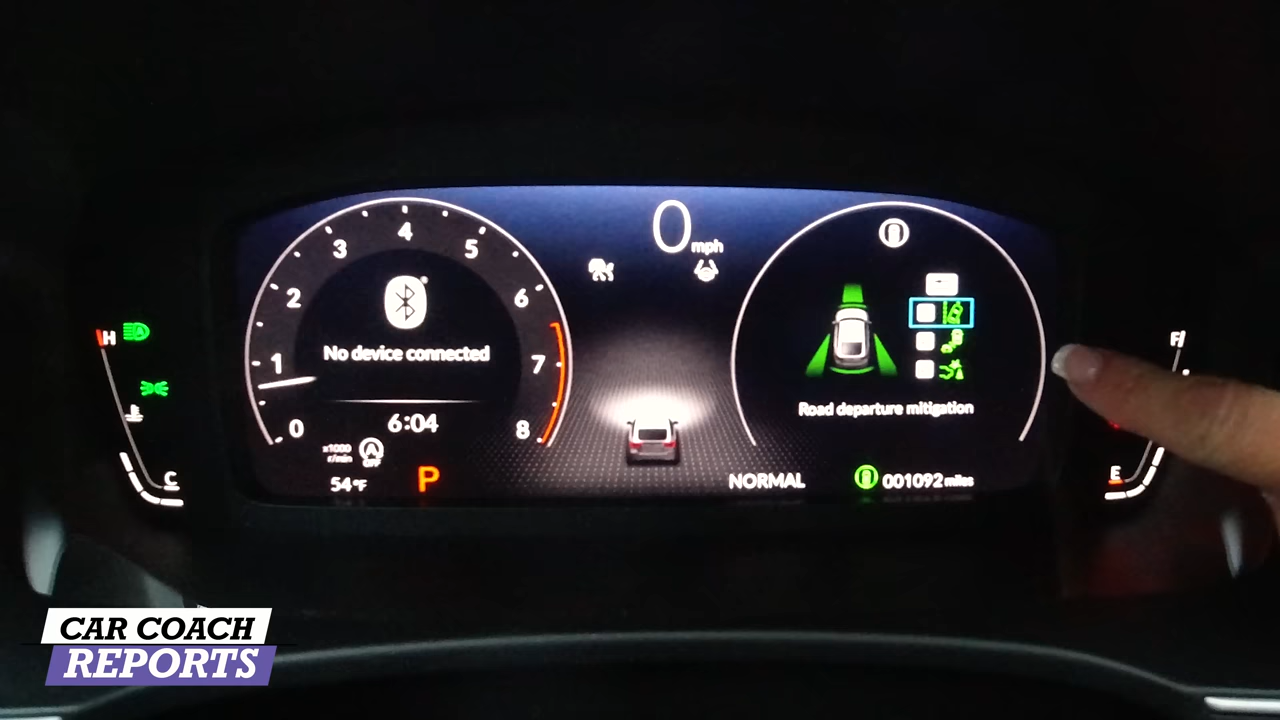 0 mph
4
3
5
2
6
1
7
0
8
No device connected
6:04
x1000
r/min
A
OFF
54°F
P
H
C
Road departure mitigation
NORMAL
001092 miles
F
E
CAR COACH
REPORTS